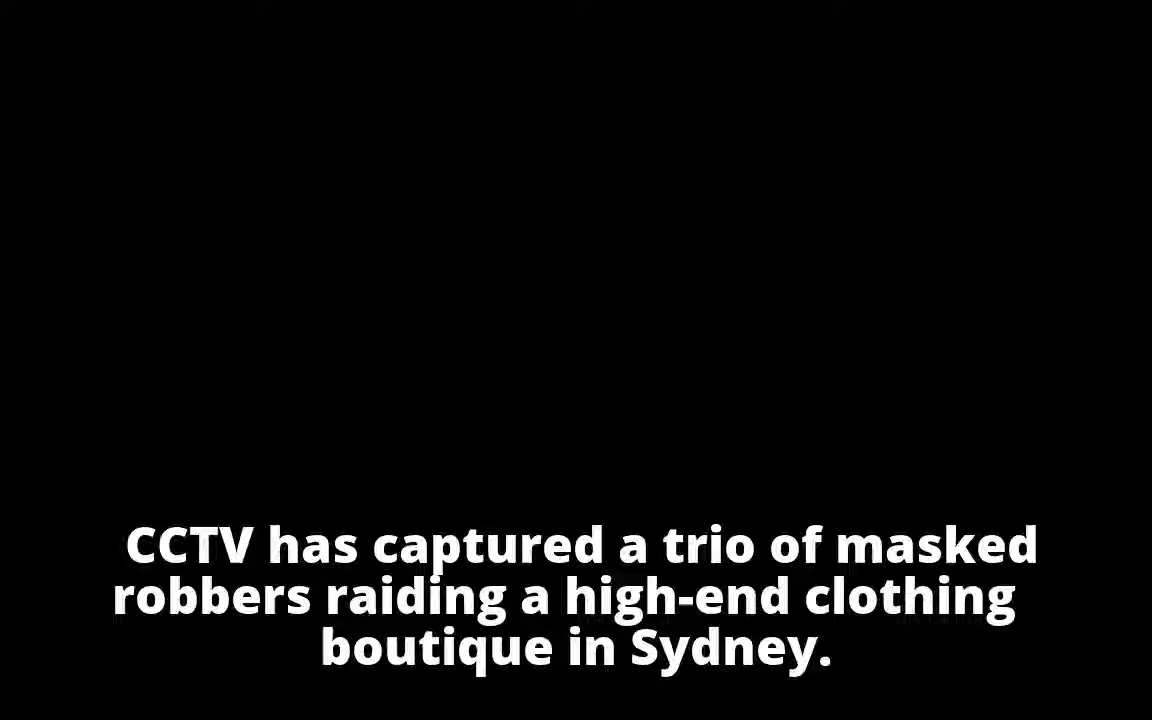 CCTV has captured a trio of masked
robbers raiding a high-end clothing
boutique in Sydney.